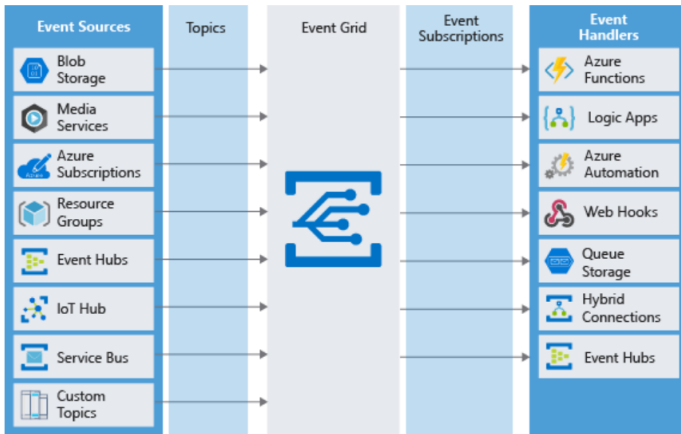 Event Sources
Topics
Event Grid
Event
Subscriptions
Event
Handlers
Blob
Storage
Media
Services
Azure
Subscriptions
Resource
Groups
Event Hubs
IoT Hub
Service Bus
Custom
Topics
Azure
Functions
Logic Apps
Azure
Automation
Web Hooks
Queue
Storage
Hybrid
Connections
Event Hubs